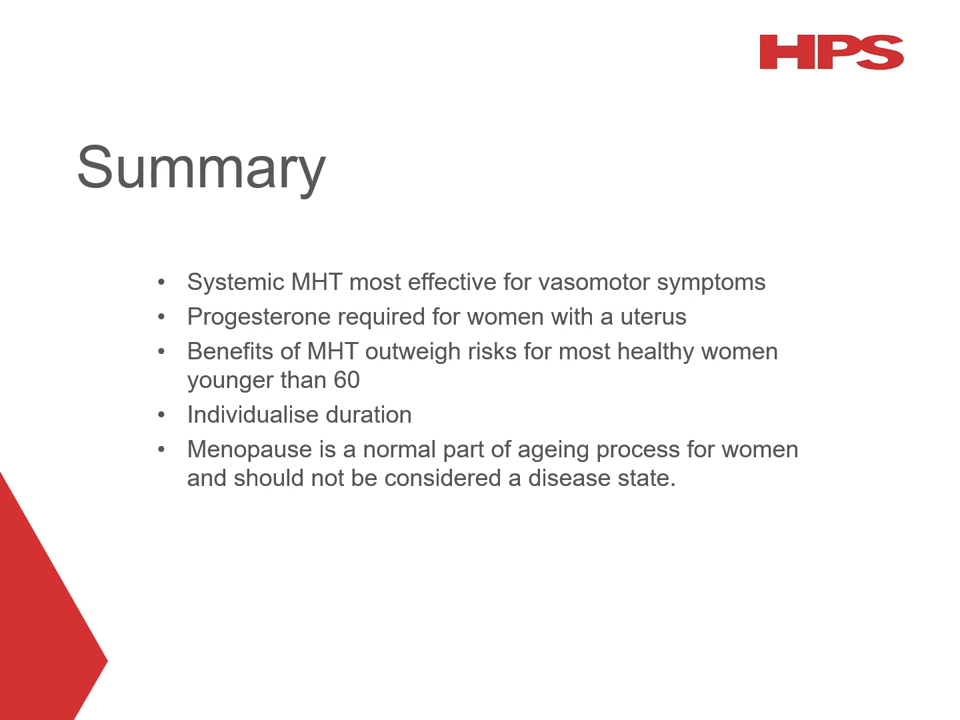 HPS
Summary
• Systemic MHT most effective for vasomotor symptoms
• Progesterone required for women with a uterus
• Benefits of MHT outweigh risks for most healthy women
younger than 60
• Individualise duration
• Menopause is a normal part of ageing process for women
and should not be considered a disease state.